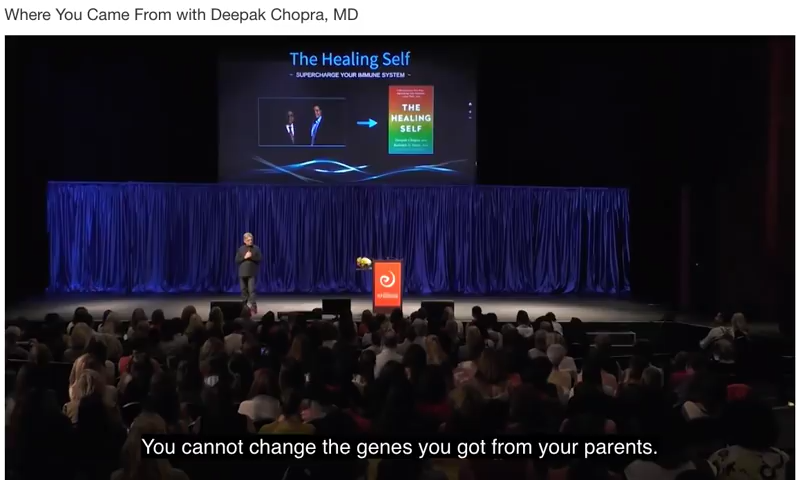 Where You Came From with Deepak Chopra, MD
The Healing Self
- SUPERCHARGE YOUR IMMUNE SYSTEM -
THE
HEALING
SELF
You cannot change the genes you got from your parents.